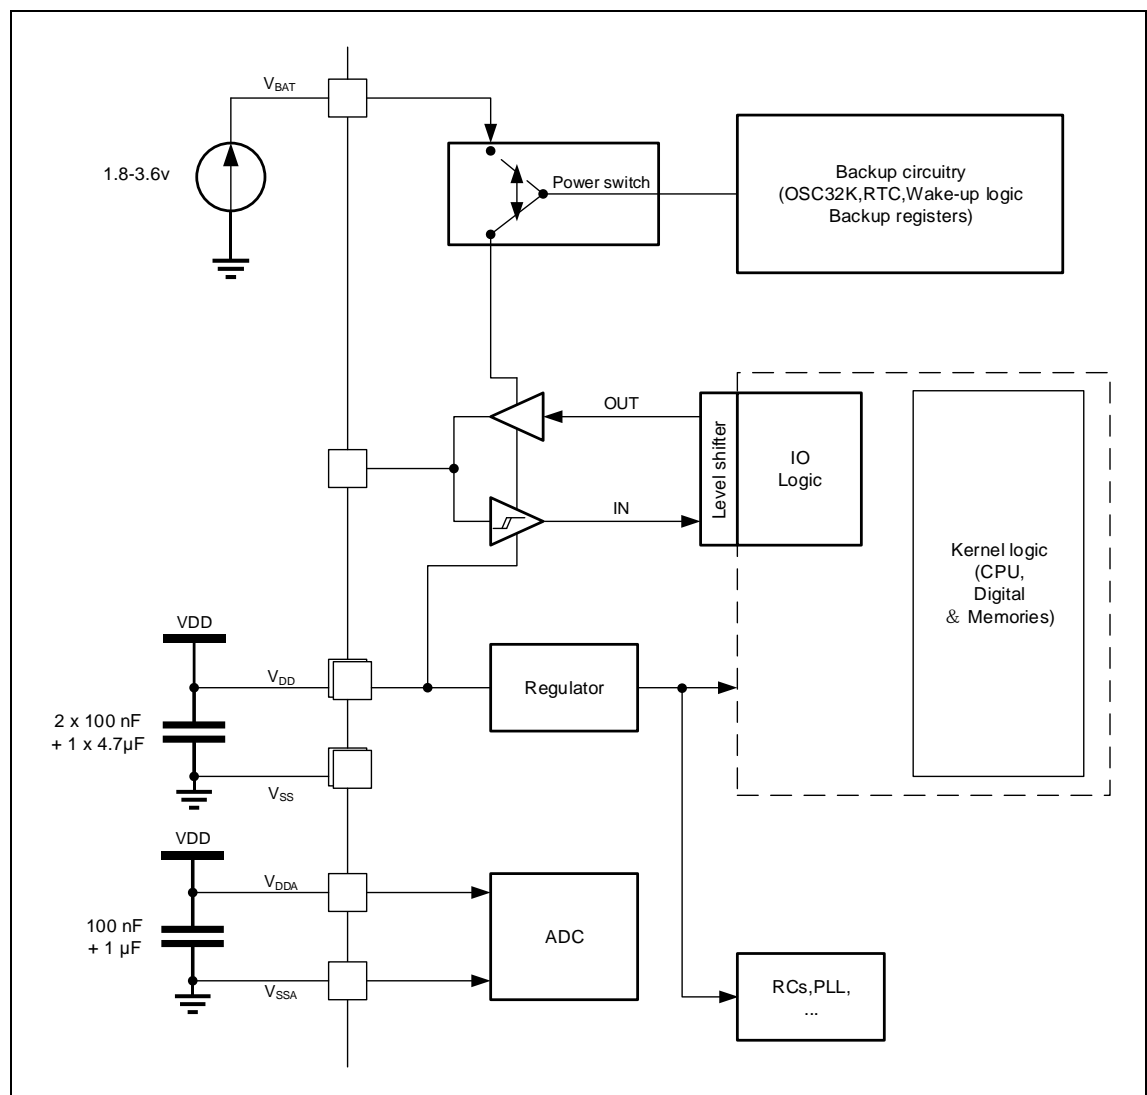 VBAT
1.8-3.6v
Power switch
Backup circuitry
(OSC32K,RTC,Wake-up logic
Backup registers)
OUT
Level shifter
IO
Logic
IN
Kernel logic
(CPU,
Digital
& Memories)
VDD
VDD
Regulator
2 x 100 nF
+ 1 x 4.7µF
VSS
VDD
VDDA
100 nF
+ 1 µF
ADC
VSSA
RCs,PLL,
...